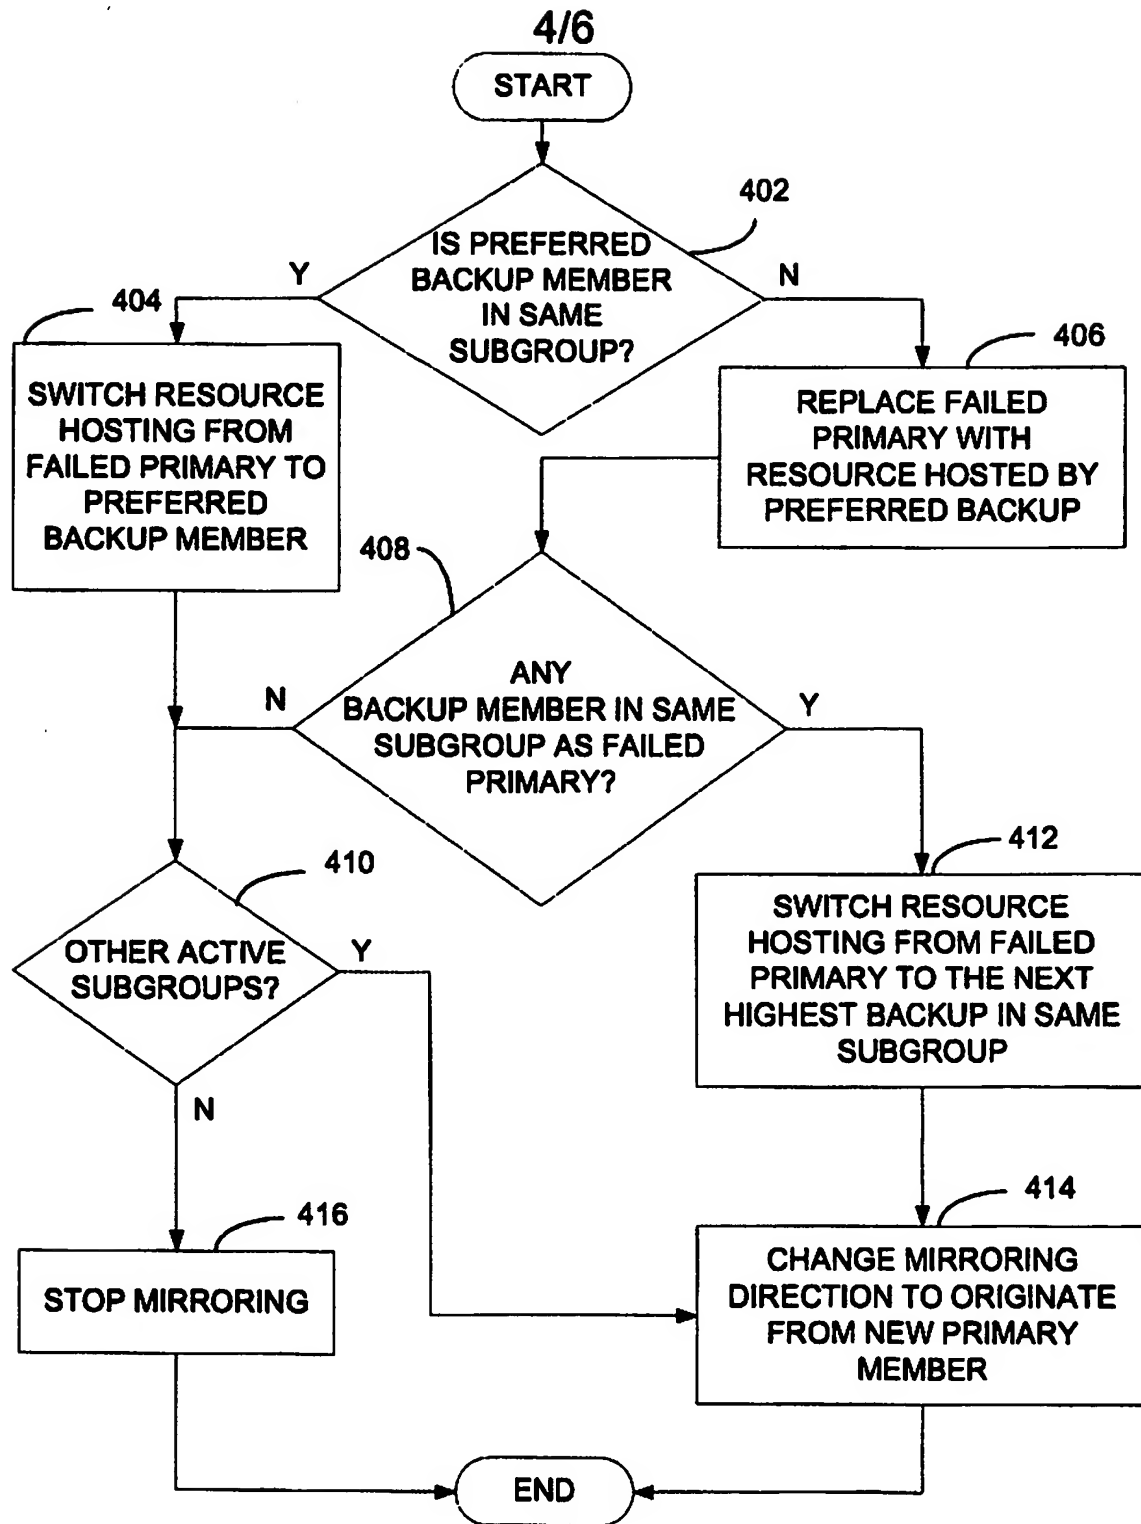 4/6
START
402
IS PREFERRED
BACKUP MEMBER
IN SAME
SUBGROUP?
Y
N
404
SWITCH RESOURCE
HOSTING FROM
FAILED PRIMARY TO
PREFERRED
BACKUP MEMBER
406
REPLACE FAILED
PRIMARY WITH
RESOURCE HOSTED BY
PREFERRED BACKUP
408
ANY
BACKUP MEMBER IN SAME
SUBGROUP AS FAILED
PRIMARY?
N
Y
410
OTHER ACTIVE
SUBGROUPS?
Y
N
412
SWITCH RESOURCE
HOSTING FROM FAILED
PRIMARY TO THE NEXT
HIGHEST BACKUP IN SAME
SUBGROUP
416
STOP MIRRORING
414
CHANGE MIRRORING
DIRECTION TO ORIGINATE
FROM NEW PRIMARY
MEMBER
END